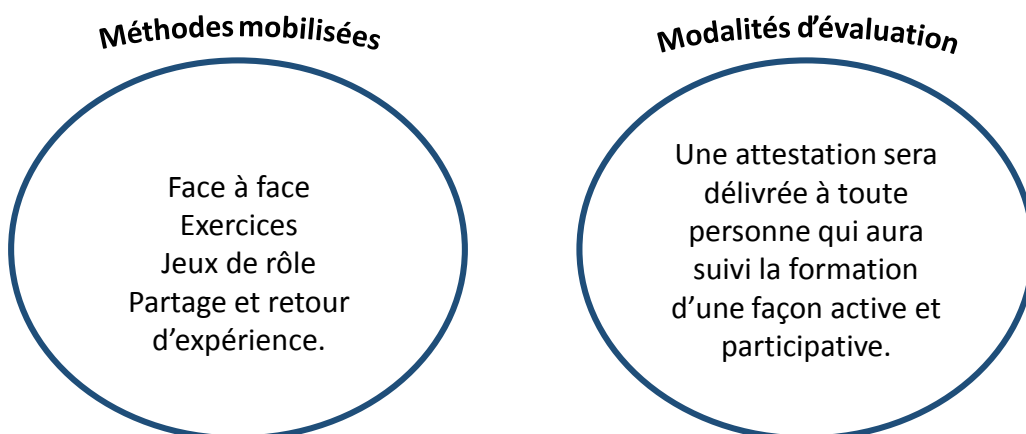 Méthodes mobilisées
Face à face
Exercices
Jeux de rôle
Partage et retour
d’expérience.
Modalités d’évaluation
Une attestation sera
délivrée à toute
personne qui aura
suivi la formation
d’une façon active et
participative.